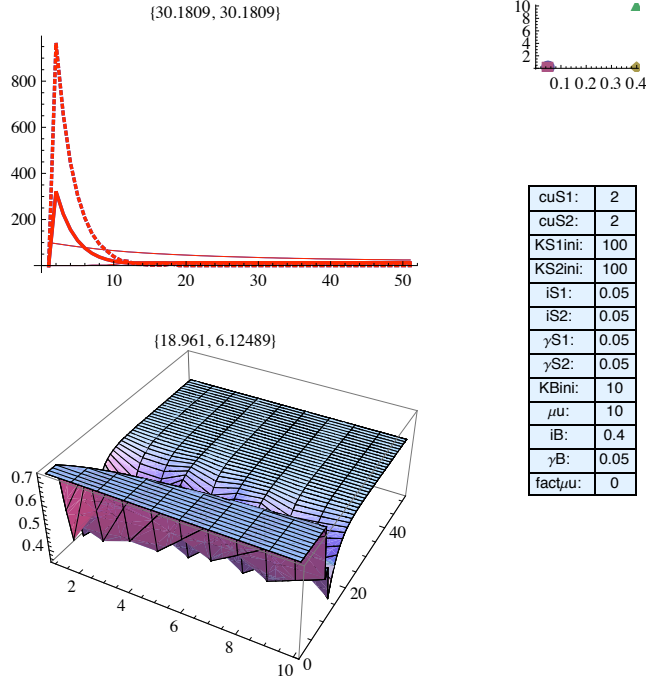 {30.1809, 30.1809}
800
600
400
200
10 20 30 40 50
10
8
6
4
2
0.1 0.2 0.3 0.4
cuS1: 2
cuS2: 2
KS1ini: 100
KS2ini: 100
iS1: 0.05
iS2: 0.05
γS1: 0.05
γS2: 0.05
KBini: 10
μu: 10
iB: 0.4
γB: 0.05
factμu: 0
{18.961, 6.12489}
0.7
0.6
0.5
0.4
2
4
6
8
10
0
20
40